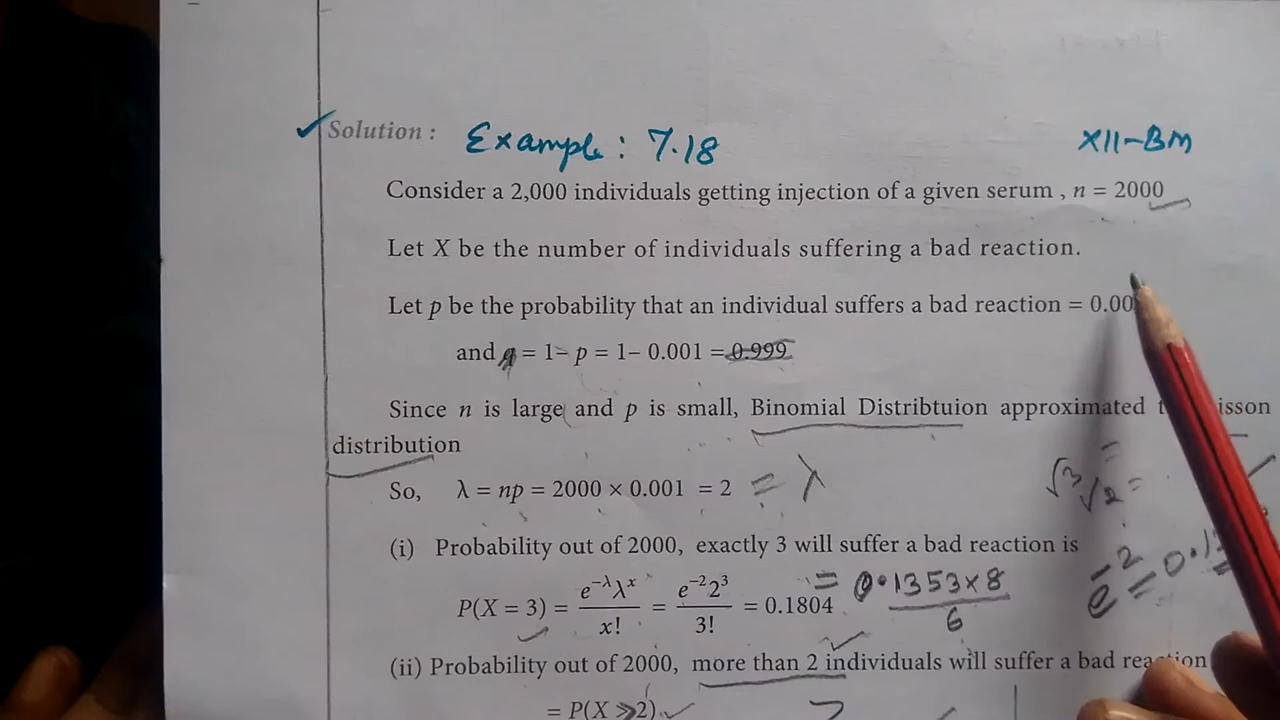 Solution : Example : 7.18 XII-BM
Consider a 2,000 individuals getting injection of a given serum , n = 2000
Let X be the number of individuals suffering a bad reaction.
Let p be the probability that an individual suffers a bad reaction = 0.00
and q = 1– p = 1– 0.001 = 0.999
Since n is large and p is small, Binomial Distribtuion approximated isson
distribution
So, λ = np = 2000 × 0.001 = 2 = λ
(i) Probability out of 2000, exactly 3 will suffer a bad reaction is
P(X = 3) = e^{–λ}λ^{x} / x! = e^{–2}2^{3} / 3! = 0.1804 = 0.1353×8 / 6
(ii) Probability out of 2000, more than 2 individuals will suffer a bad reaction
= P(X > 2)